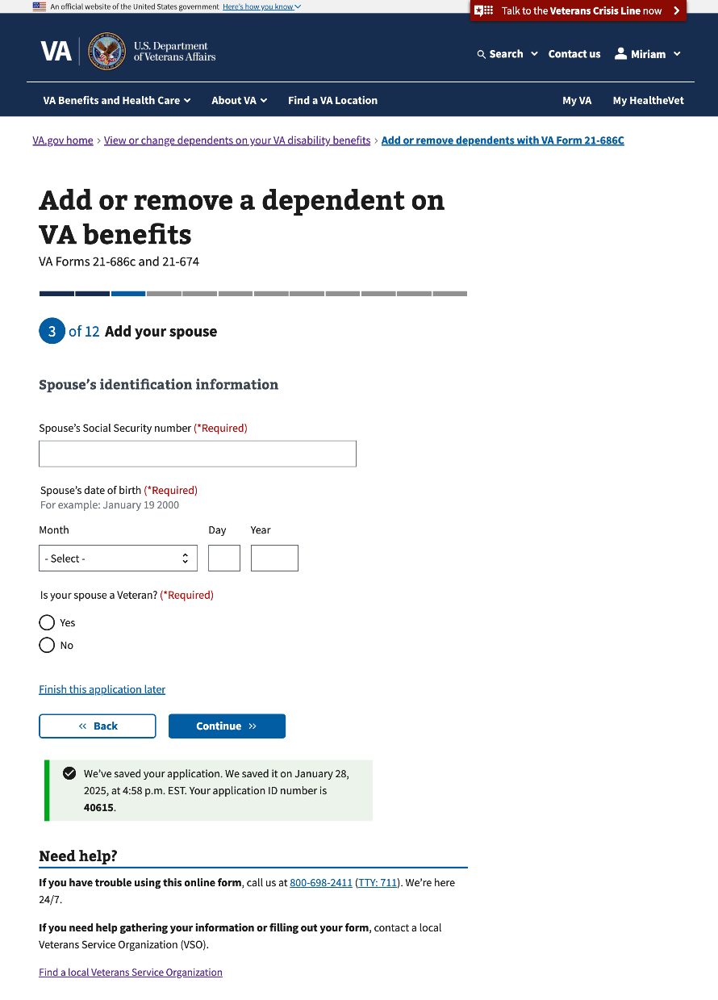 An official website of the United States government Here's how you know
Talk to the Veterans Crisis Line now
VA
U.S. Department
of Veterans Affairs
Search
Contact us
Miriam
VA Benefits and Health Care
About VA
Find a VA Location
My VA
My HealtheVet
VA.gov home › View or change dependents on your VA disability benefits › Add or remove dependents with VA Form 21-686C
Add or remove a dependent on
VA benefits
VA Forms 21-686c and 21-674
3 of 12 Add your spouse
Spouse's identification information
Spouse's Social Security number (*Required)
Spouse's date of birth (*Required)
For example: January 19 2000
Month Day Year
- Select -
Is your spouse a Veteran? (*Required)
Yes
No
Finish this application later
« Back
Continue »
We've saved your application. We saved it on January 28,
2025, at 4:58 p.m. EST. Your application ID number is
40615.
Need help?
If you have trouble using this online form, call us at 800-698-2411 (TTY: 711). We're here
24/7.
If you need help gathering your information or filling out your form, contact a local
Veterans Service Organization (VSO).
Find a local Veterans Service Organization